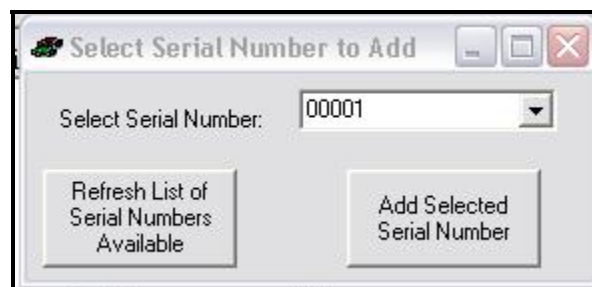 Select Serial Number to Add
Select Serial Number:
00001
Refresh List of
Serial Numbers
Available
Add Selected
Serial Number